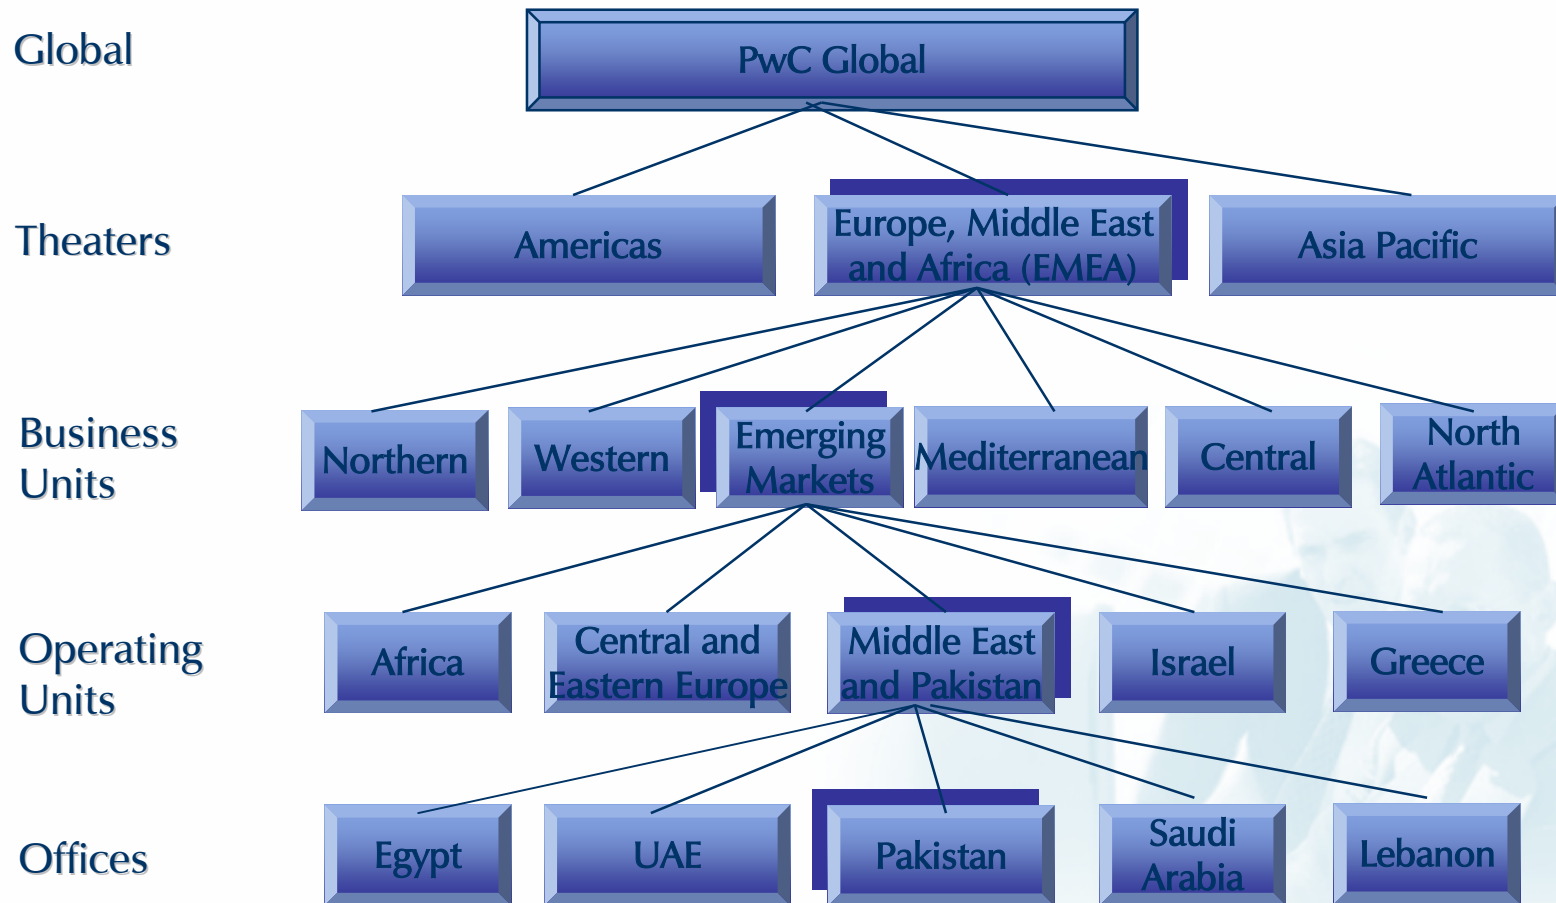 Global
PwC Global
Theaters
Americas
Europe, Middle East
and Africa (EMEA)
Asia Pacific
Business
Units
Northern
Western
Emerging
Markets
Mediterranean
Central
North
Atlantic
Operating
Units
Africa
Central and
Eastern Europe
Middle East
and Pakistan
Israel
Greece
Offices
Egypt
UAE
Pakistan
Saudi
Arabia
Lebanon